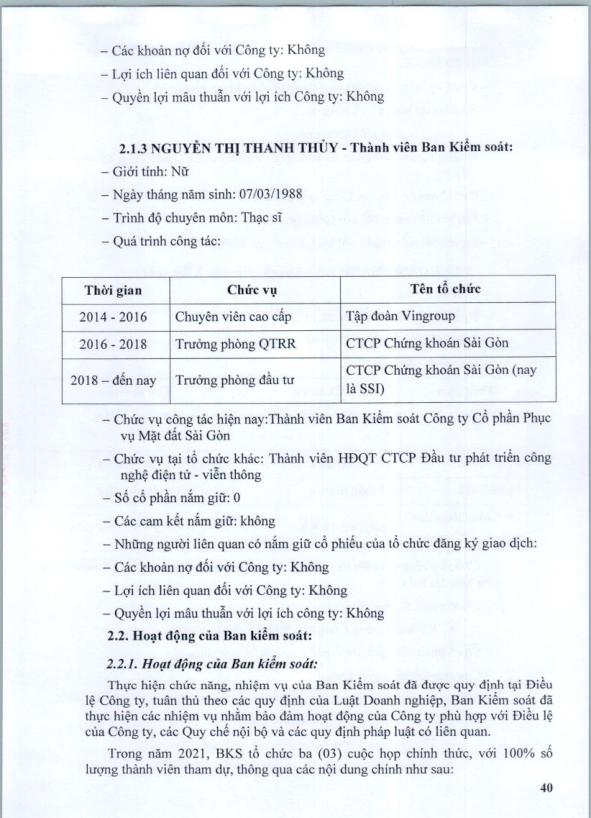 – Các khoản nợ đối với Công ty: Không
– Lợi ích liên quan đối với Công ty: Không
– Quyền lợi mâu thuẫn với lợi ích Công ty: Không
2.1.3 NGUYỄN THỊ THANH THỦY - Thành viên Ban Kiểm soát:
– Giới tính: Nữ
– Ngày tháng năm sinh: 07/03/1988
– Trình độ chuyên môn: Thạc sĩ
– Quá trình công tác:
Thời gian Chức vụ Tên tổ chức
2014 - 2016 Chuyên viên cao cấp Tập đoàn Vingroup
2016 - 2018 Trưởng phòng QTRR CTCP Chứng khoán Sài Gòn
2018 – đến nay Trưởng phòng đầu tư CTCP Chứng khoán Sài Gòn (nay
là SSI)
– Chức vụ công tác hiện nay:Thành viên Ban Kiểm soát Công ty Cổ phần Phục
vụ Mặt đất Sài Gòn
– Chức vụ tại tổ chức khác: Thành viên HĐQT CTCP Đầu tư phát triển công
nghệ điện tử - viễn thông
– Số cổ phần nắm giữ: 0
– Các cam kết nắm giữ: không
– Những người liên quan có nắm giữ cổ phiếu của tổ chức đăng ký giao dịch:
– Các khoản nợ đối với Công ty: Không
– Lợi ích liên quan đối với Công ty: Không
– Quyền lợi mâu thuẫn với lợi ích công ty: Không
2.2. Hoạt động của Ban kiểm soát:
2.2.1. Hoạt động của Ban kiểm soát:
Thực hiện chức năng, nhiệm vụ của Ban Kiểm soát đã được quy định tại Điều
lệ Công ty, tuân thủ theo các quy định của Luật Doanh nghiệp, Ban Kiểm soát đã
thực hiện các nhiệm vụ nhằm bảo đảm hoạt động của Công ty phù hợp với Điều lệ
của Công ty, các Quy chế nội bộ và các quy định pháp luật có liên quan.
Trong năm 2021, BKS tổ chức ba (03) cuộc họp chính thức, với 100% số
lượng thành viên tham dự, thông qua các nội dung chính như sau:
40